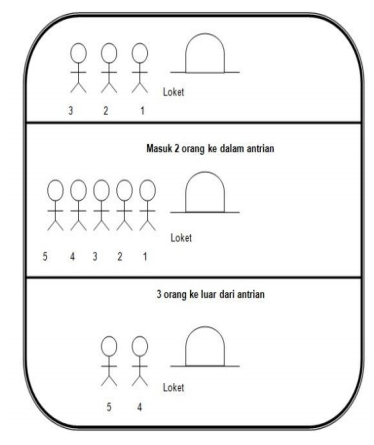 Loket
3 2 1
Masuk 2 orang ke dalam antrian
Loket
5 4 3 2 1
3 orang ke luar dari antrian
Loket
5 4